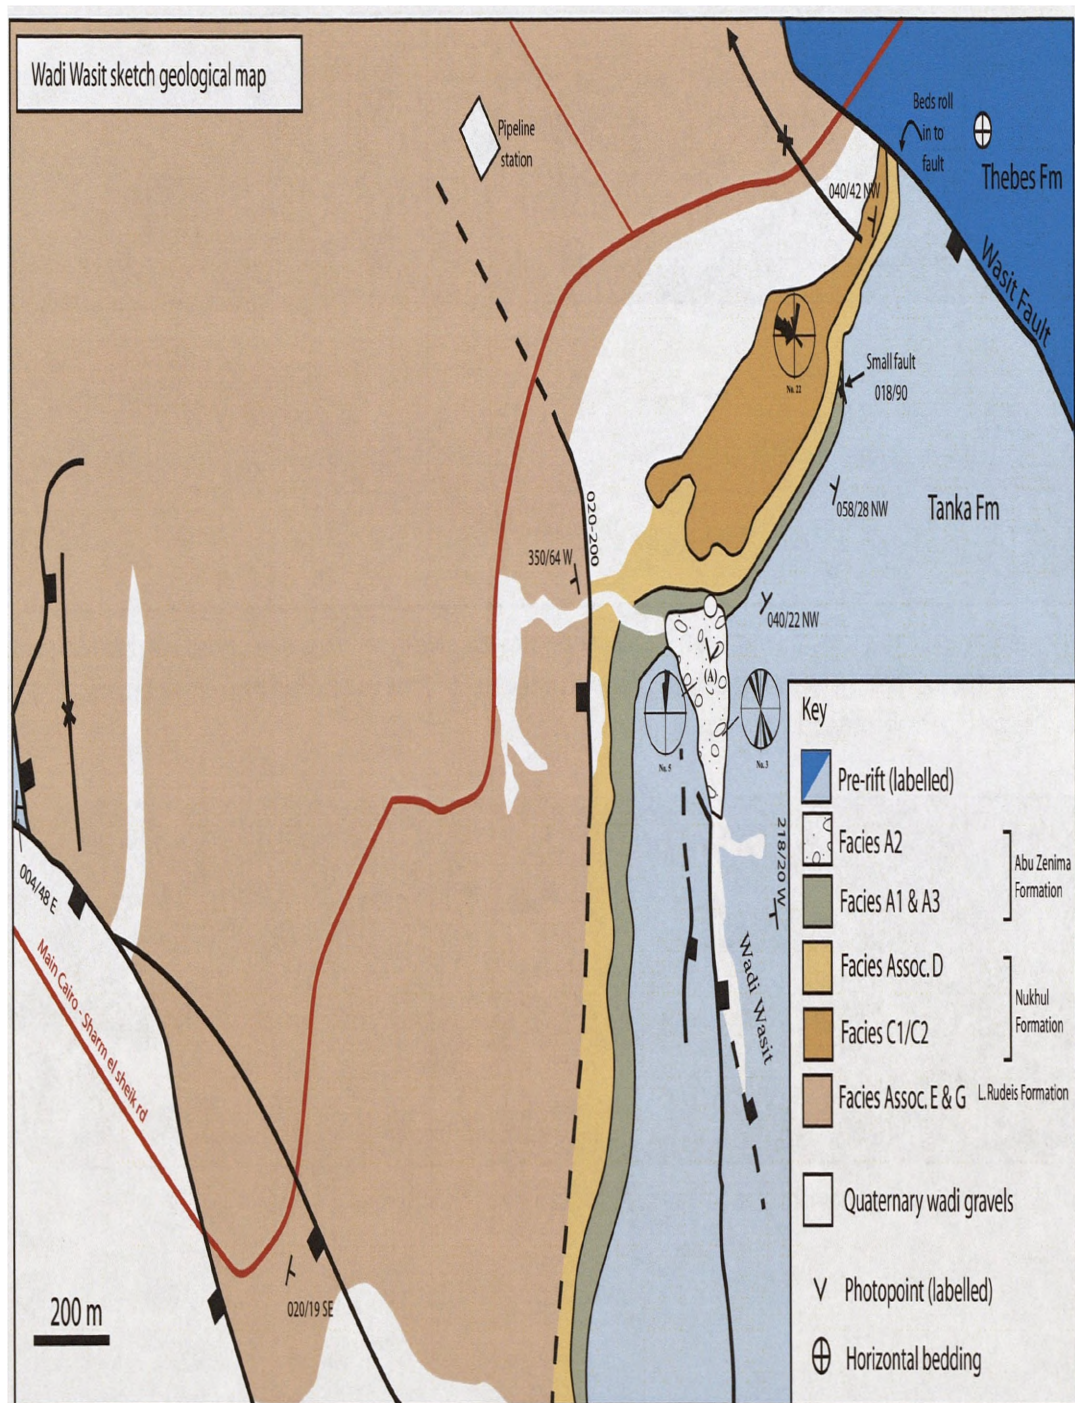 Wadi Wasit sketch geological map
Pipeline
station
Beds roll
in to
fault
Thebes Fm
040/42 NW
Wasit Fault
No. 22
Small fault
018/90
020-200
058/28 NW
Tanka Fm
350/64 W
040/22 NW
(A)
No. 5
No. 3
218/20 W
Wadi Wasit
004/48 E
Main Cairo - Sharm el sheik rd
020/19 SE
200 m
Key
Pre-rift (labelled)
Facies A2
Facies A1 & A3
Abu Zenima
Formation
Facies Assoc. D
Facies C1/C2
Nukhul
Formation
Facies Assoc. E & G
L.Rudeis Formation
Quaternary wadi gravels
Photopoint (labelled)
Horizontal bedding